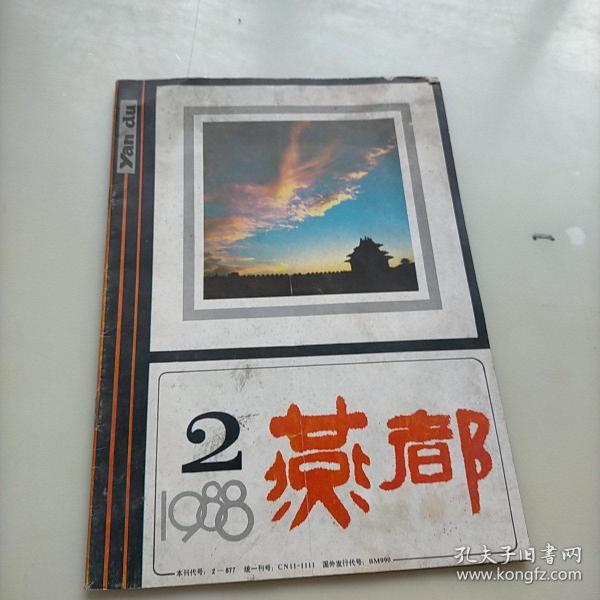 yan du
2
1988
燕都
本刊代号：2—877 统一刊号：CN11-1111 国外发行代号：BM990
孔夫子旧书网
www.kongfz.com